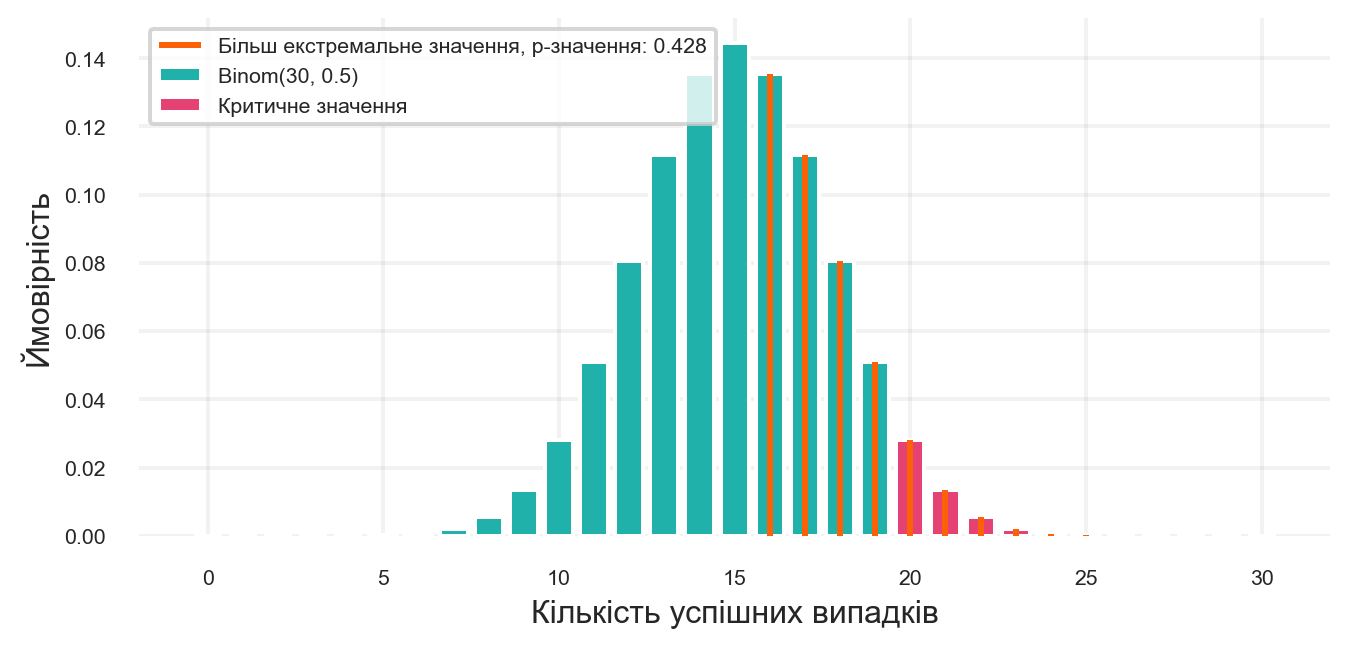 Більш екстремальне значення, p-значення: 0.428
Binom(30, 0.5)
Критичне значення
0.14
0.12
0.10
0.08
0.06
0.04
0.02
0.00
Ймовірність
0 5 10 15 20 25 30
Кількість успішних випадків